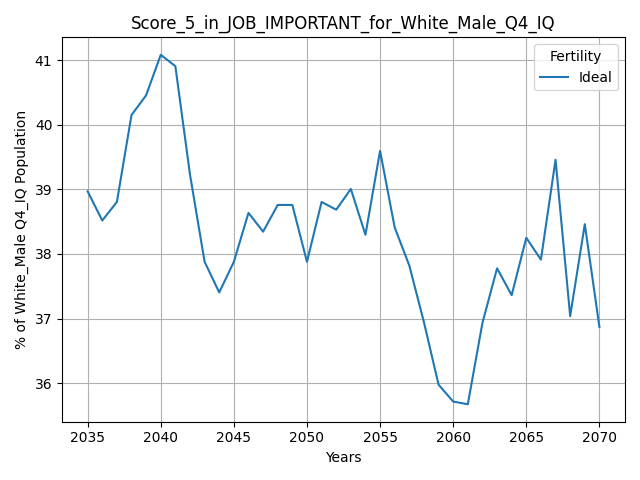 Score_5_in_JOB_IMPORTANT_for_White_Male_Q4_IQ
Fertility
Ideal
% of White_Male Q4_IQ Population
41
40
39
38
37
36
2035 2040 2045 2050 2055 2060 2065 2070
Years